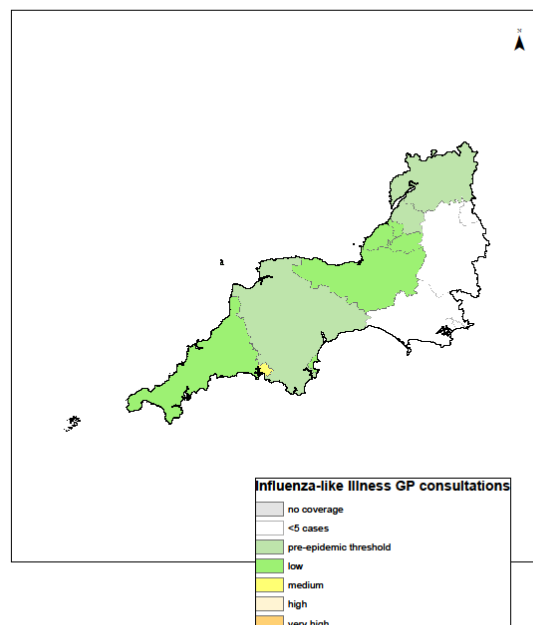 N
Influenza-like Illness GP consultations
no coverage
<5 cases
pre-epidemic threshold
low
medium
high
very high